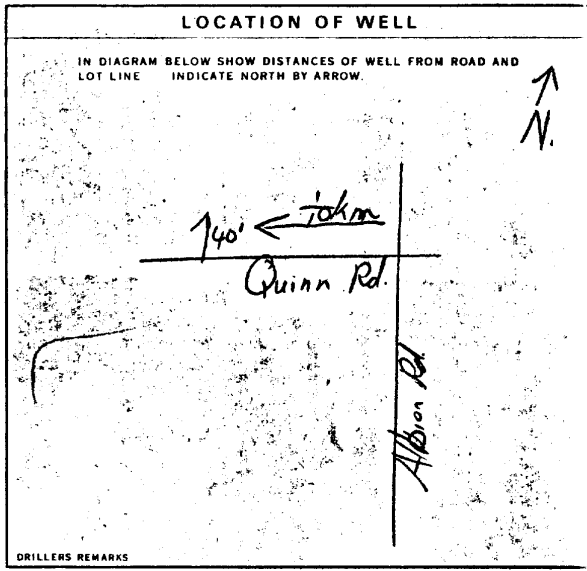 LOCATION OF WELL
IN DIAGRAM BELOW SHOW DISTANCES OF WELL FROM ROAD AND
LOT LINE INDICATE NORTH BY ARROW.
N.
40'
Quinn Rd.
Albion Rd.
DRILLERS REMARKS